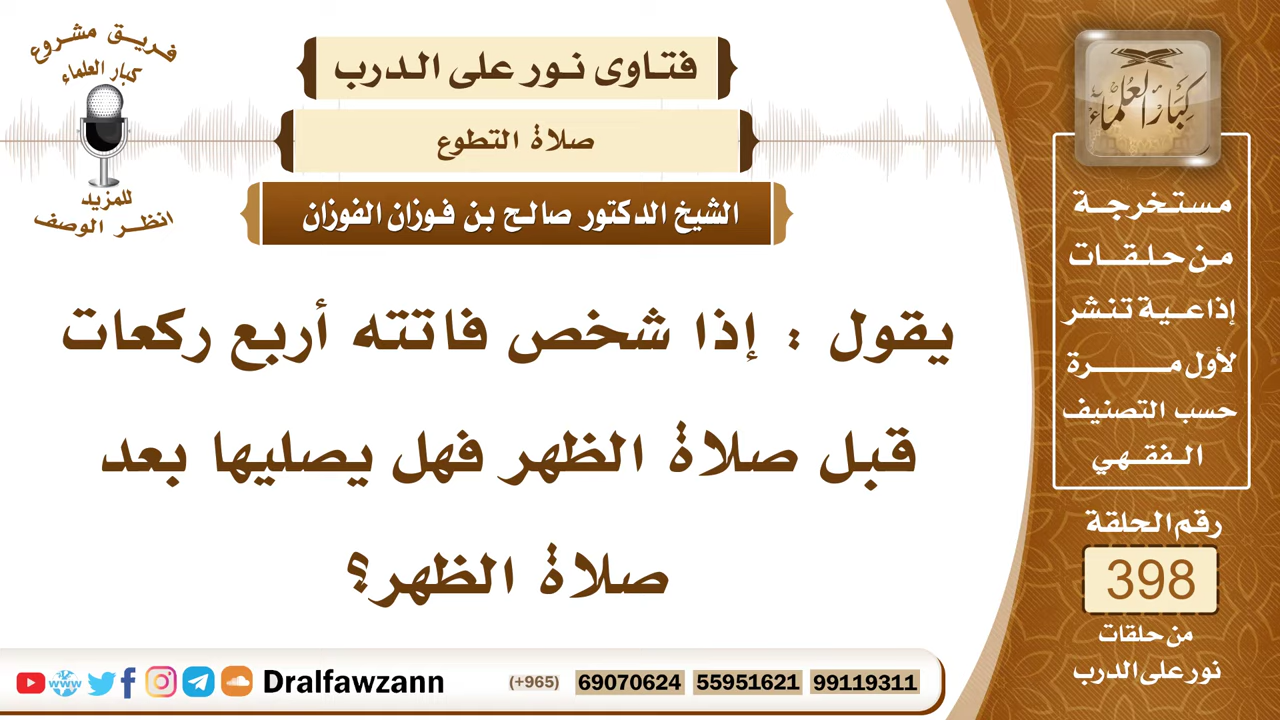 فريق مشروع
كبار العلماء
للمزيد
انظر الوصف
فتاوى نور على الدرب
صلاة التطوع
الشيخ الدكتور صالح بن فوزان الفوزان
يقول : إذا شخص فاتته أربع ركعات
قبل صلاة الظهر فهل يصليها بعد
صلاة الظهر؟
كبار العلماء
مستخرجة
من حلقات
إذاعية تنشر
لأول مرة
حسب التصنيف
الفقهي
رقم الحلقة
398
من حلقات
نور على الدرب
www Dralfawzann (+965) 69070624 55951621 99119311